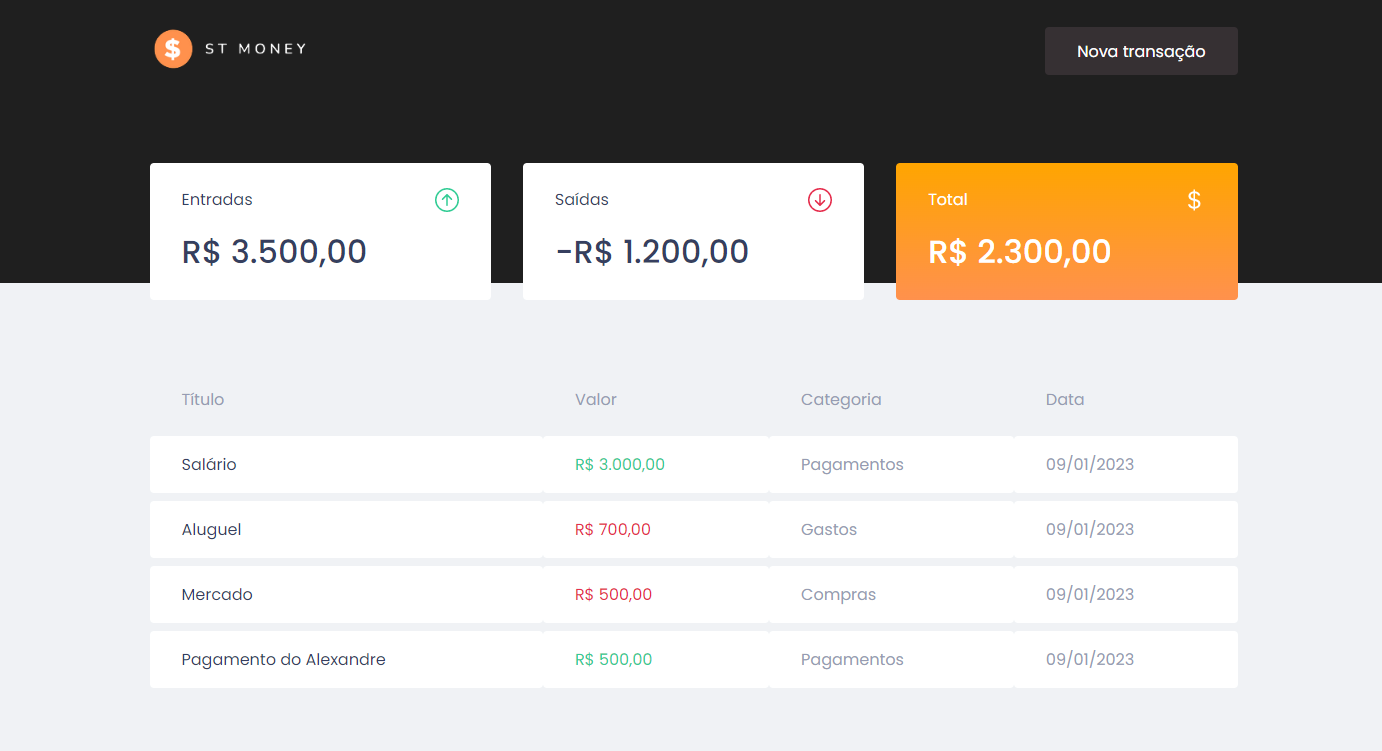 $ ST MONEY
Nova transação
Entradas
R$ 3.500,00
Saídas
-R$ 1.200,00
Total $
R$ 2.300,00
Título Valor Categoria Data
Salário R$ 3.000,00 Pagamentos 09/01/2023
Aluguel R$ 700,00 Gastos 09/01/2023
Mercado R$ 500,00 Compras 09/01/2023
Pagamento do Alexandre R$ 500,00 Pagamentos 09/01/2023